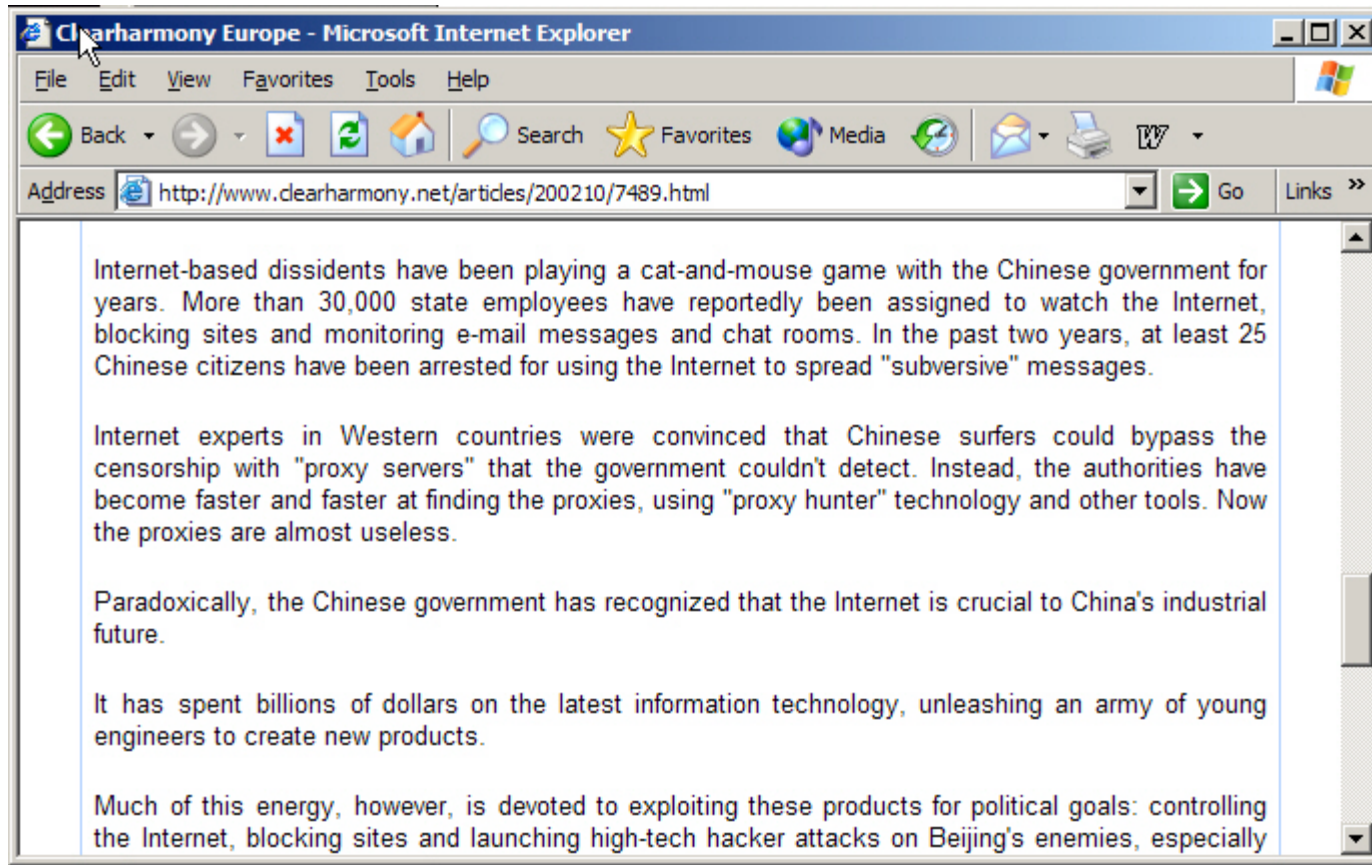 Clearharmony Europe - Microsoft Internet Explorer
File Edit View Favorites Tools Help
Back Search Favorites Media W
Address http://www.clearharmony.net/articles/200210/7489.html Go Links »
Internet-based dissidents have been playing a cat-and-mouse game with the Chinese government for
years. More than 30,000 state employees have reportedly been assigned to watch the Internet,
blocking sites and monitoring e-mail messages and chat rooms. In the past two years, at least 25
Chinese citizens have been arrested for using the Internet to spread "subversive" messages.
Internet experts in Western countries were convinced that Chinese surfers could bypass the
censorship with "proxy servers" that the government couldn't detect. Instead, the authorities have
become faster and faster at finding the proxies, using "proxy hunter" technology and other tools. Now
the proxies are almost useless.
Paradoxically, the Chinese government has recognized that the Internet is crucial to China's industrial
future.
It has spent billions of dollars on the latest information technology, unleashing an army of young
engineers to create new products.
Much of this energy, however, is devoted to exploiting these products for political goals: controlling
the Internet, blocking sites and launching high-tech hacker attacks on Beijing's enemies, especially